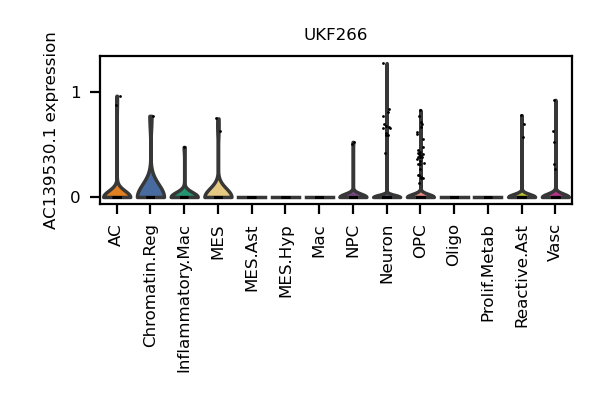 UKF266
AC139530.1 expression
1
0
AC
Chromatin.Reg
Inflammatory.Mac
MES
MES.Ast
MES.Hyp
Mac
NPC
Neuron
OPC
Oligo
Prolif.Metab
Reactive.Ast
Vasc